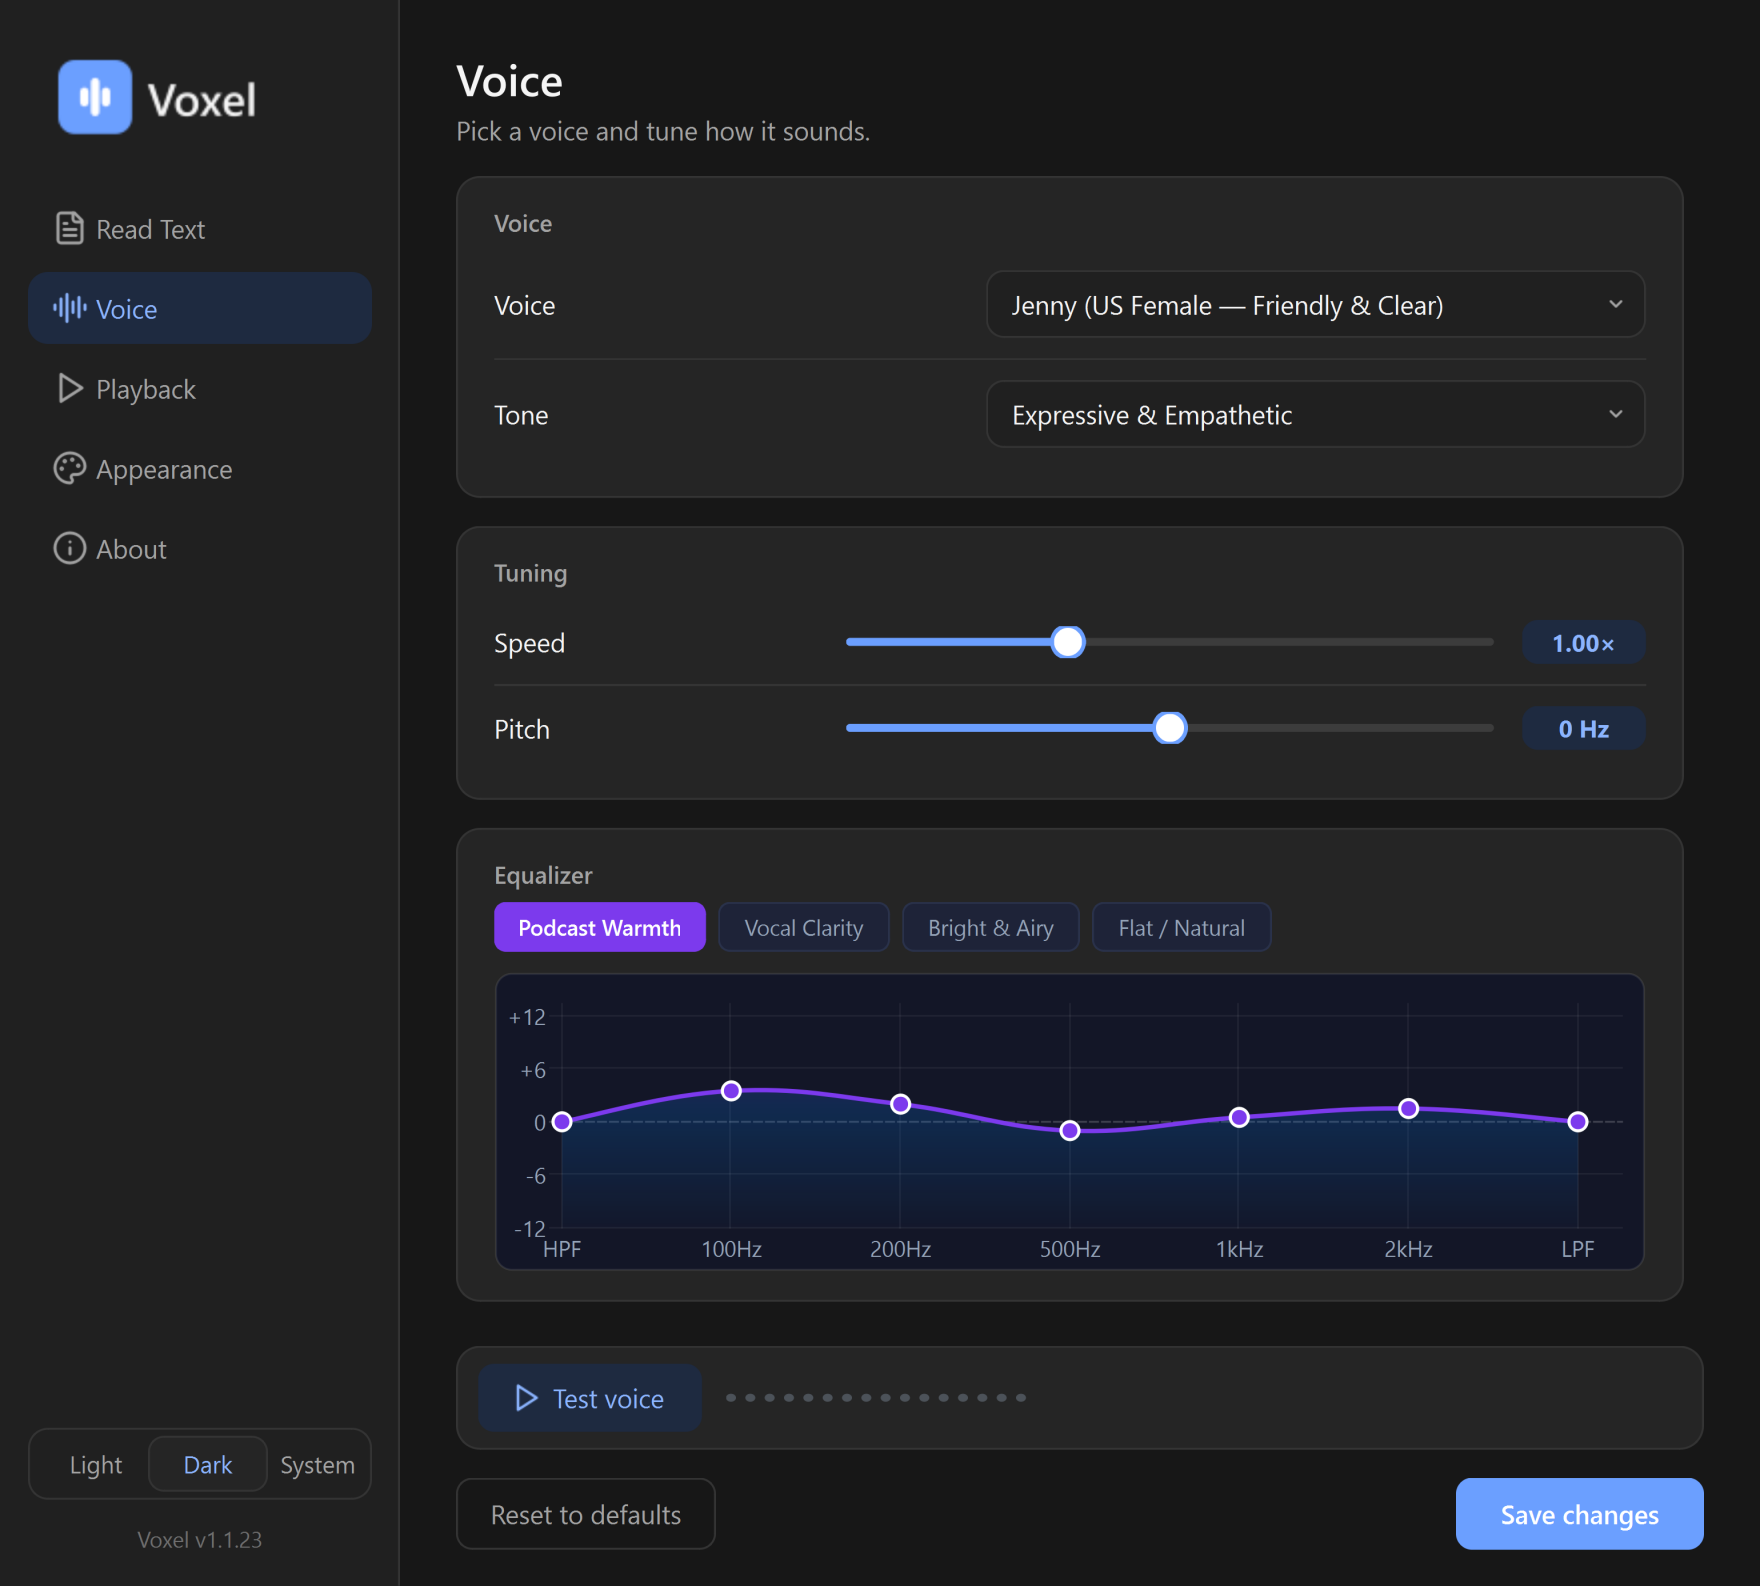 Voxel
Read Text
Voice
Playback
Appearance
About
Light Dark System
Voxel v1.1.23
Voice
Pick a voice and tune how it sounds.
Voice
Voice Jenny (US Female — Friendly & Clear)
Tone Expressive & Empathetic
Tuning
Speed 1.00×
Pitch 0 Hz
Equalizer
Podcast Warmth Vocal Clarity Bright & Airy Flat / Natural
+12
+6
0
-6
-12
HPF 100Hz 200Hz 500Hz 1kHz 2kHz LPF
Test voice
Reset to defaults Save changes